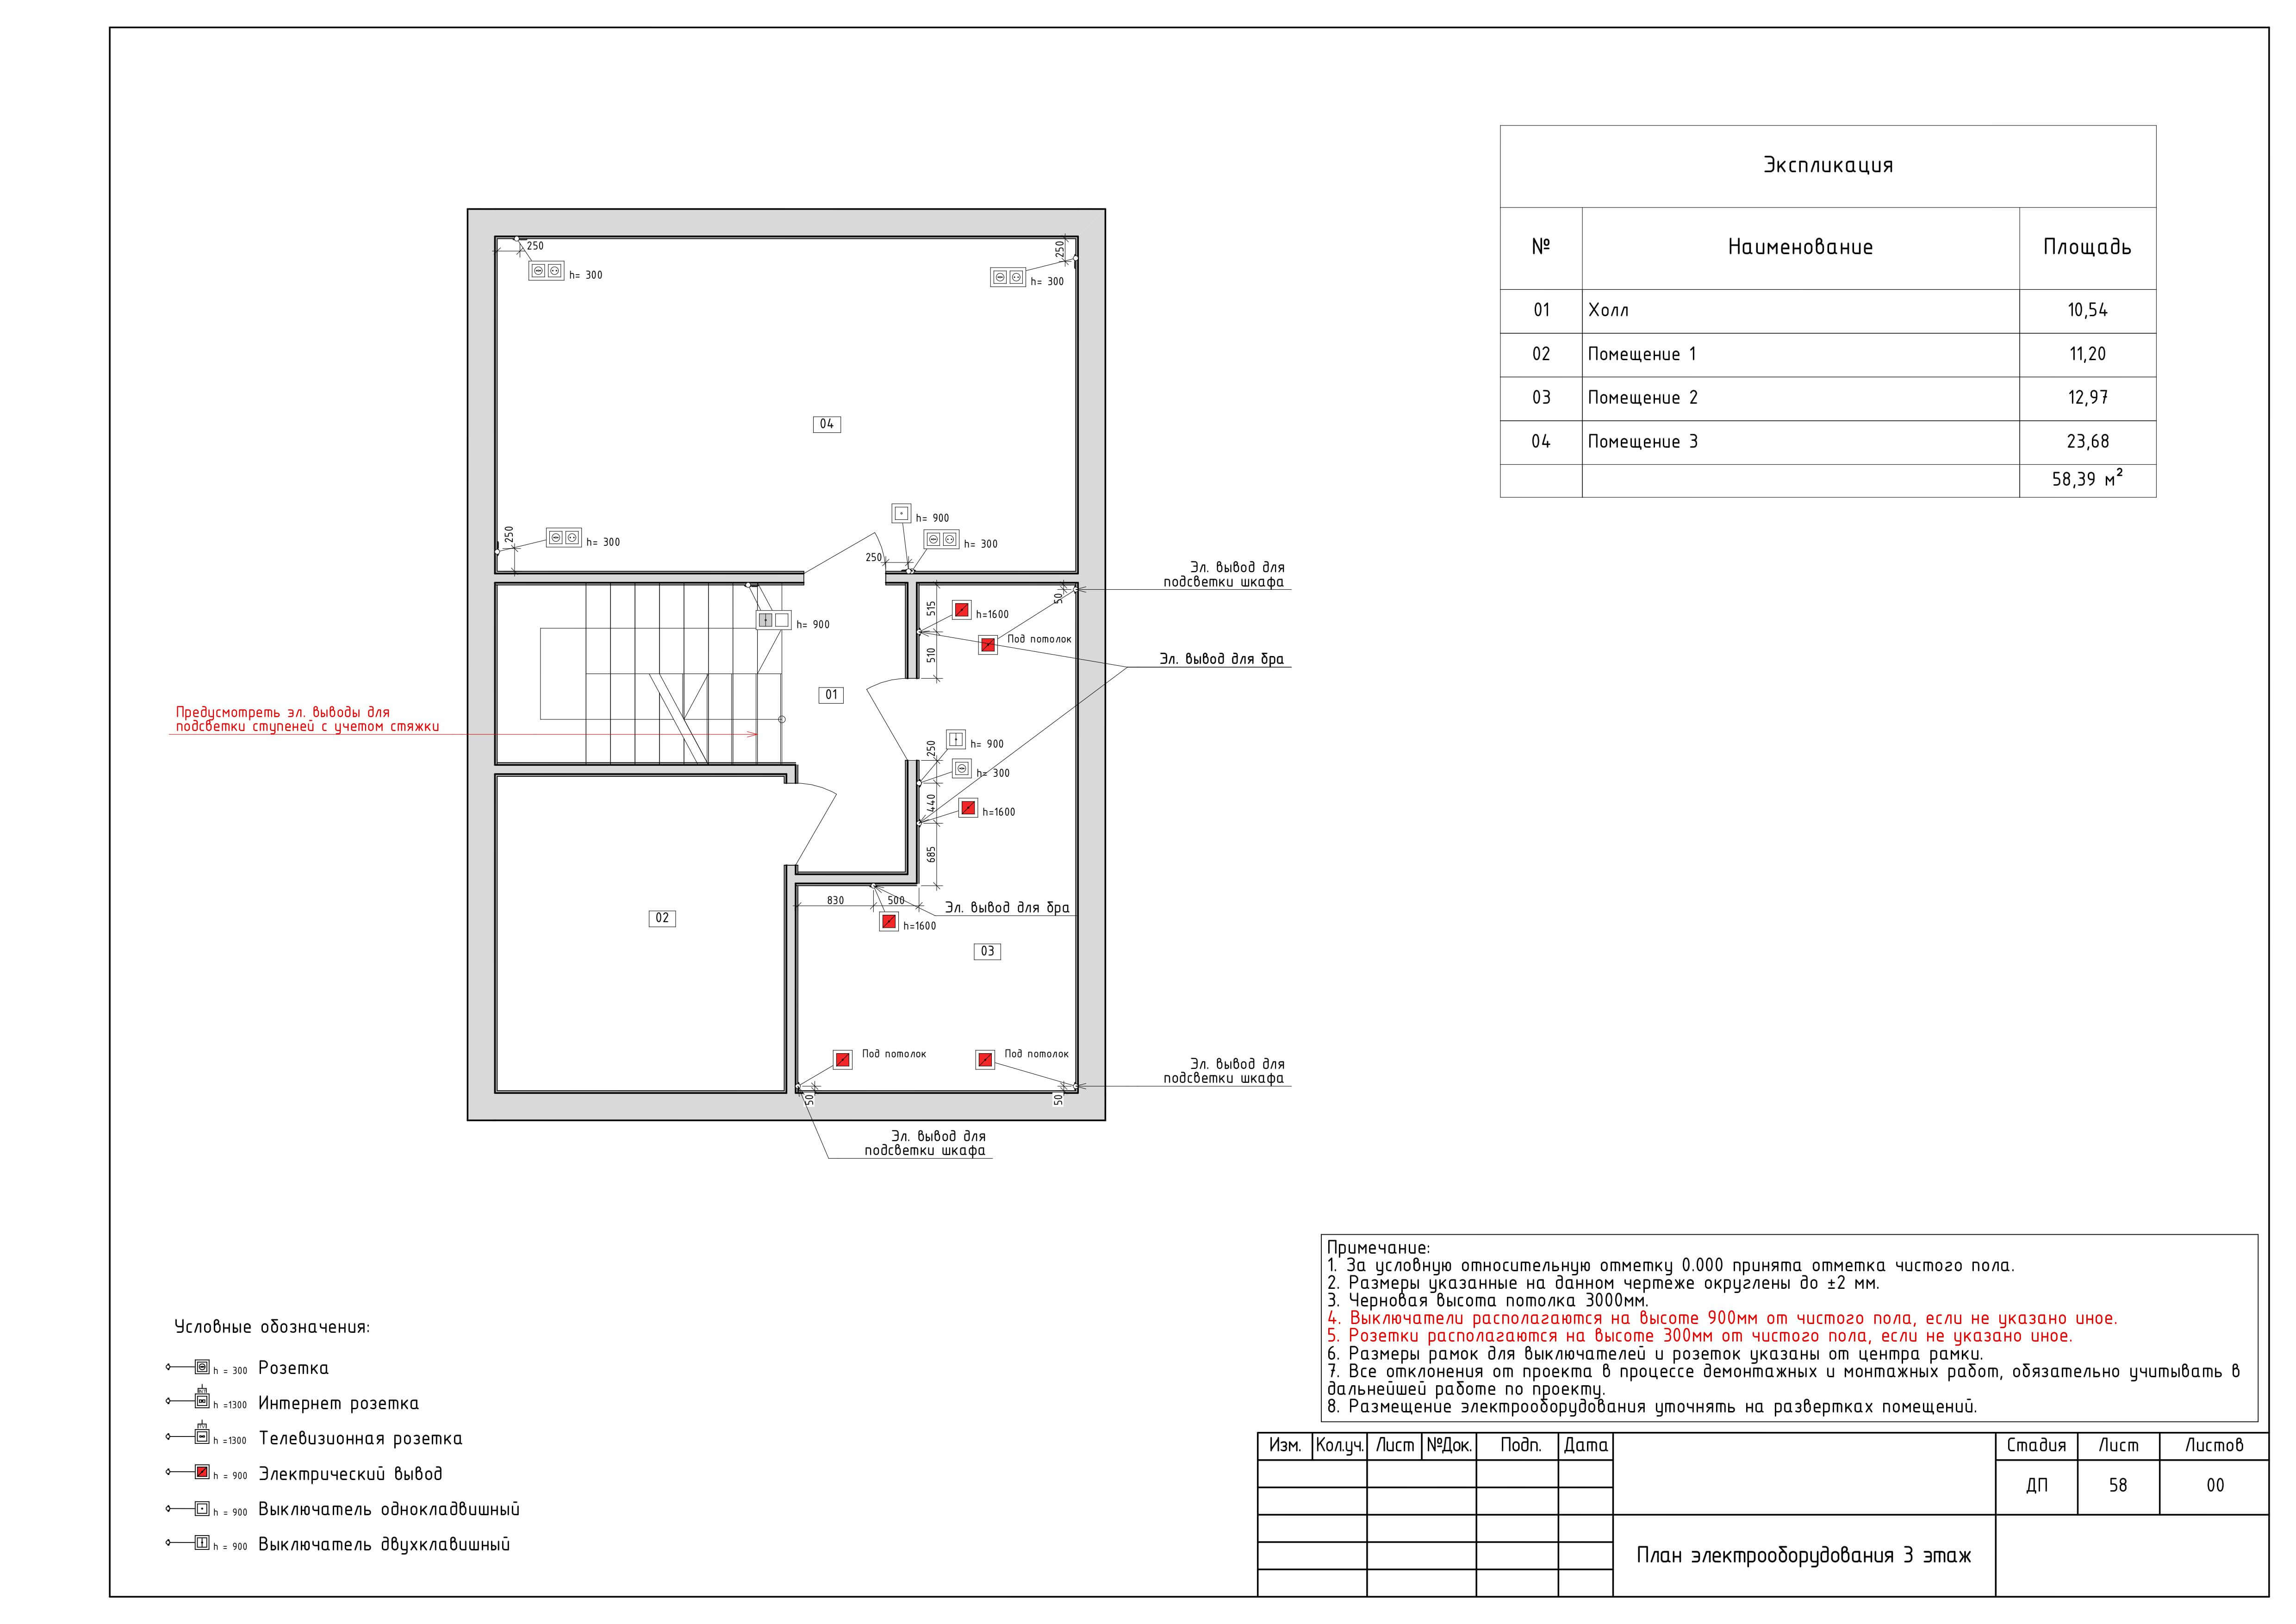 Экспликация
№ Наименование Площадь
01 Холл 10,54
02 Помещение 1 11,20
03 Помещение 2 12,97
04 Помещение 3 23,68
58,39 м²
250
h= 300
250
h= 300
04
250
h= 300
h= 900
250
h= 300
Эл. вывод для
подсветки шкафа
50
515
h=1600
h= 900
Под потолок
510
Эл. вывод для бра
01
Предусмотреть эл. выводы для
подсветки ступеней с учетом стяжки
250
h= 900
h= 300
440
h=1600
685
830
500
Эл. вывод для бра
h=1600
02
03
Под потолок
Под потолок
Эл. вывод для
подсветки шкафа
50
50
Эл. вывод для
подсветки шкафа
Примечание:
1. За условную относительную отметку 0.000 принята отметка чистого пола.
2. Размеры указанные на данном чертеже округлены до ±2 мм.
3. Черновая высота потолка 3000мм.
4. Выключатели располагаются на высоте 900мм от чистого пола, если не указано иное.
5. Розетки располагаются на высоте 300мм от чистого пола, если не указано иное.
6. Размеры рамок для выключателей и розеток указаны от центра рамки.
7. Все отклонения от проекта в процессе демонтажных и монтажных работ, обязательно учитывать в
дальнейшей работе по проекту.
8. Размещение электрооборудования уточнять на развертках помещений.
Условные обозначения:
h = 300 Розетка
h =1300 Интернет розетка
h =1300 Телевизионная розетка
h = 900 Электрический вывод
h = 900 Выключатель однокладвишный
h = 900 Выключатель двухклавишный
Изм. Кол.уч. Лист №Док. Подп. Дата
Стадия Лист Листов
ДП 58 00
План электрооборудования 3 этаж